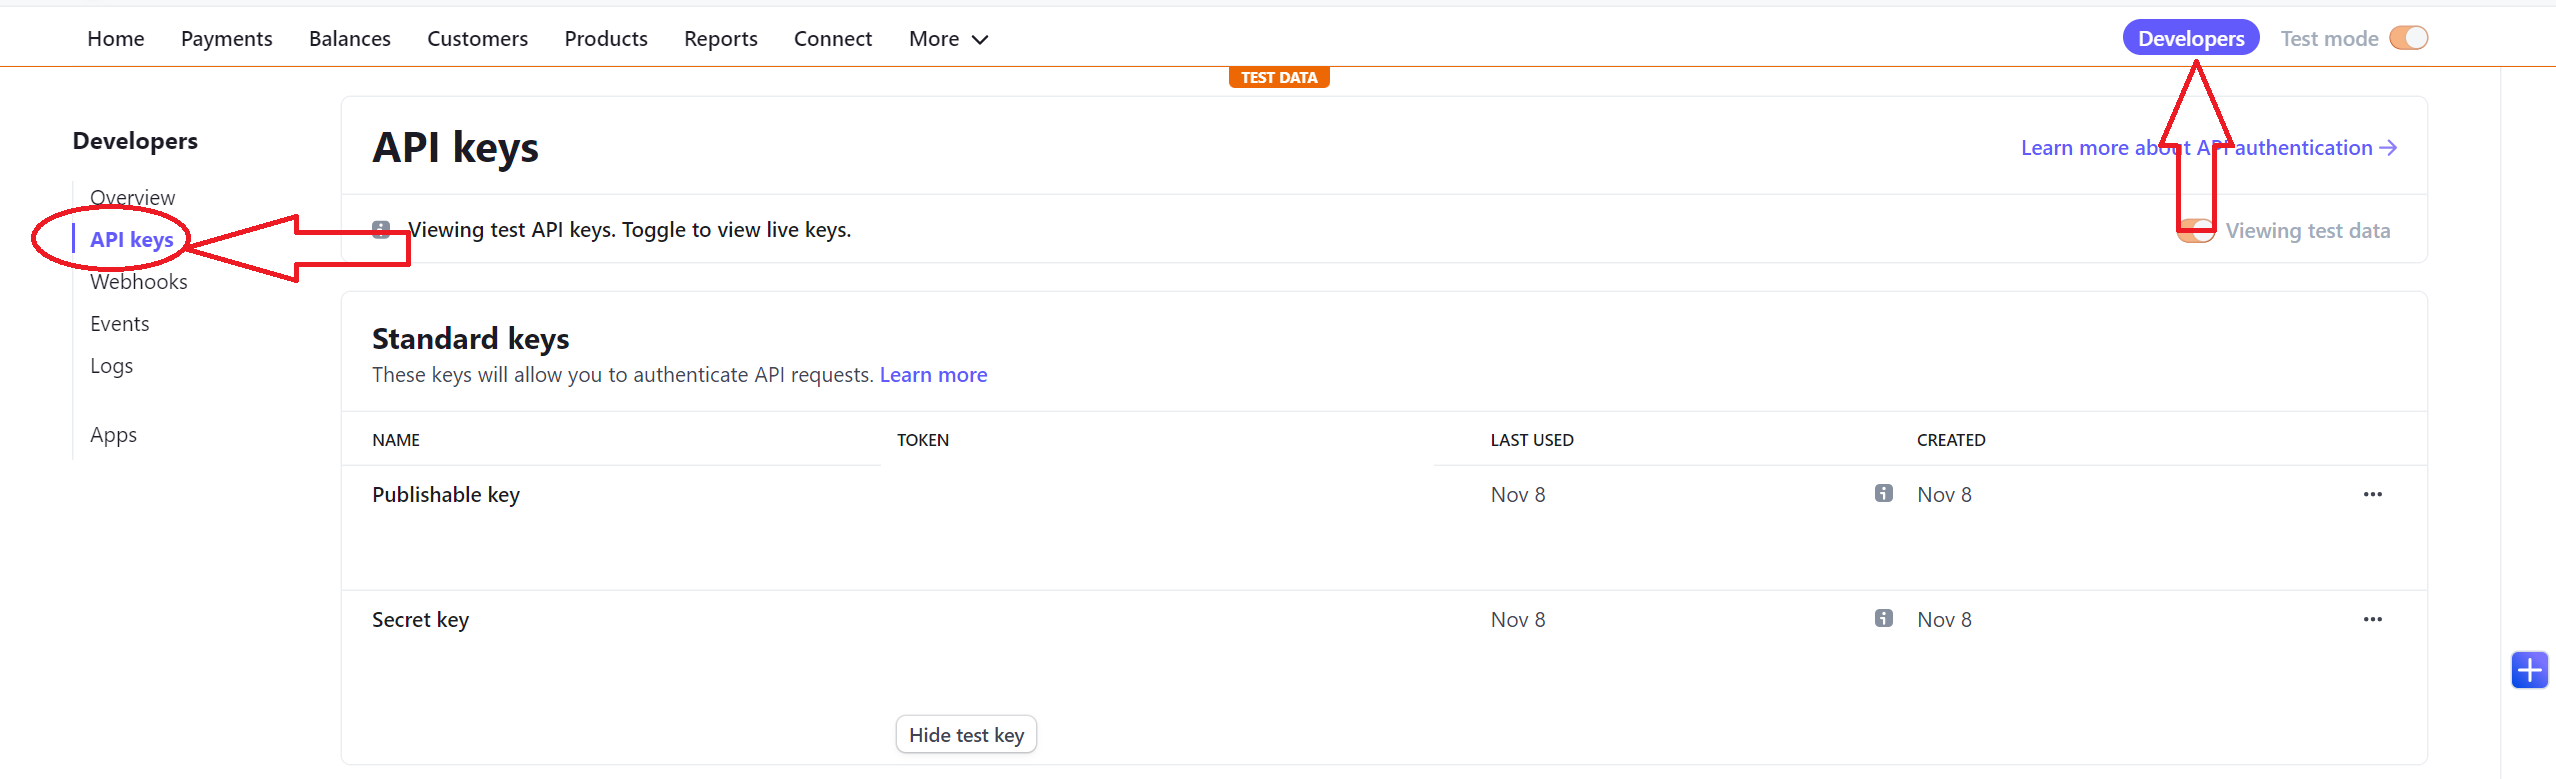 Home Payments Balances Customers Products Reports Connect More Developers Test mode
TEST DATA
Developers
Overview
API keys
Webhooks
Events
Logs
Apps
API keys
Learn more about API authentication
Viewing test API keys. Toggle to view live keys.
Viewing test data
Standard keys
These keys will allow you to authenticate API requests. Learn more
NAME TOKEN LAST USED CREATED
Publishable key Nov 8 Nov 8
Secret key Nov 8 Nov 8
Hide test key